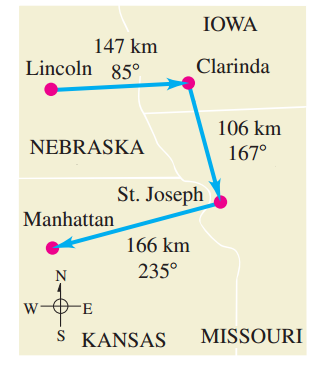 IOWA
147 km
Lincoln 85° Clarinda
106 km
NEBRASKA 167°
St. Joseph
Manhattan
166 km
235°
N
W E
S KANSAS MISSOURI